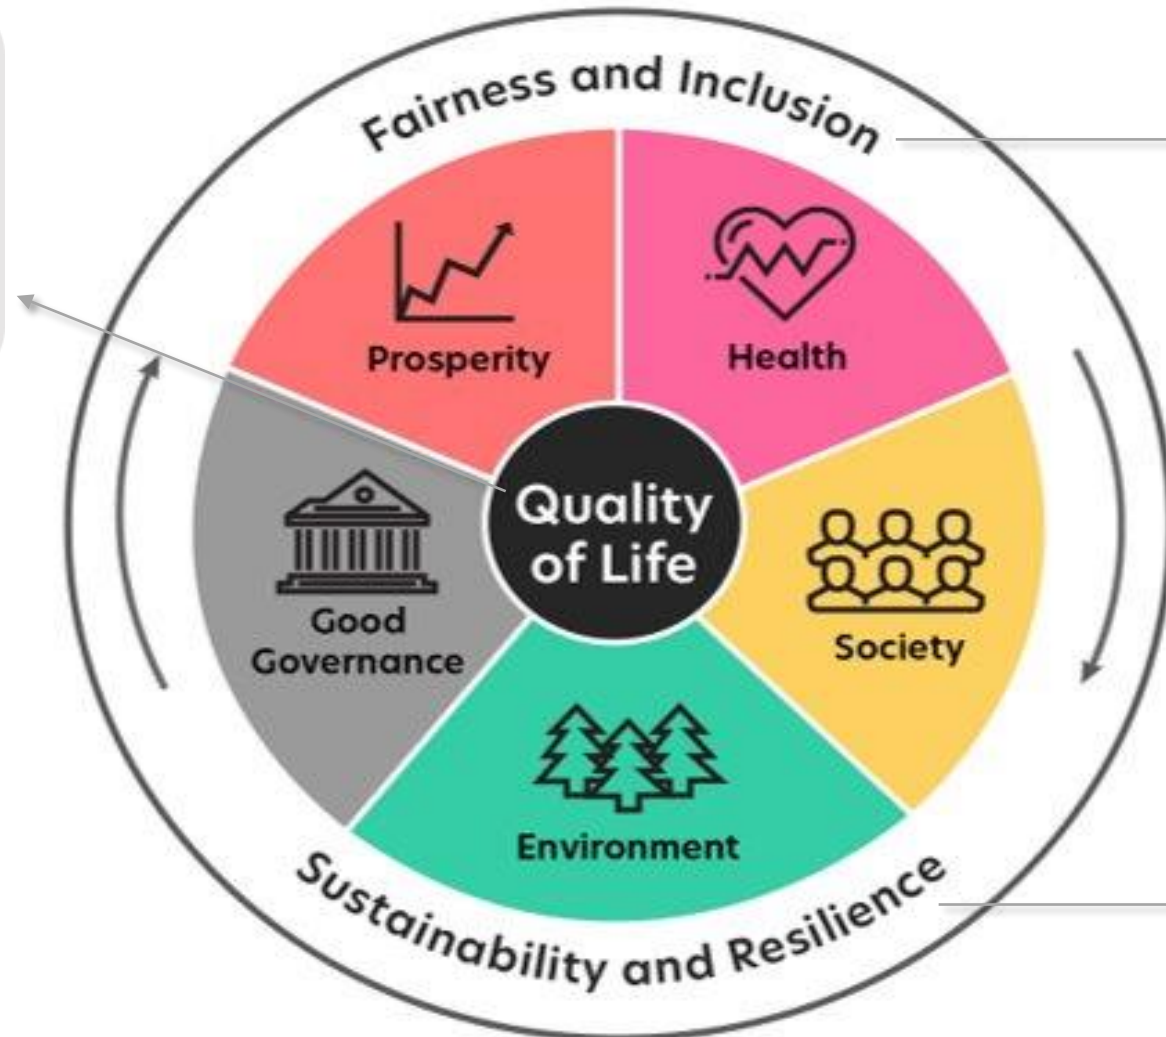 Fairness and Inclusion
Prosperity
Health
Quality
of Life
Good
Governance
Society
Environment
Sustainability and Resilience